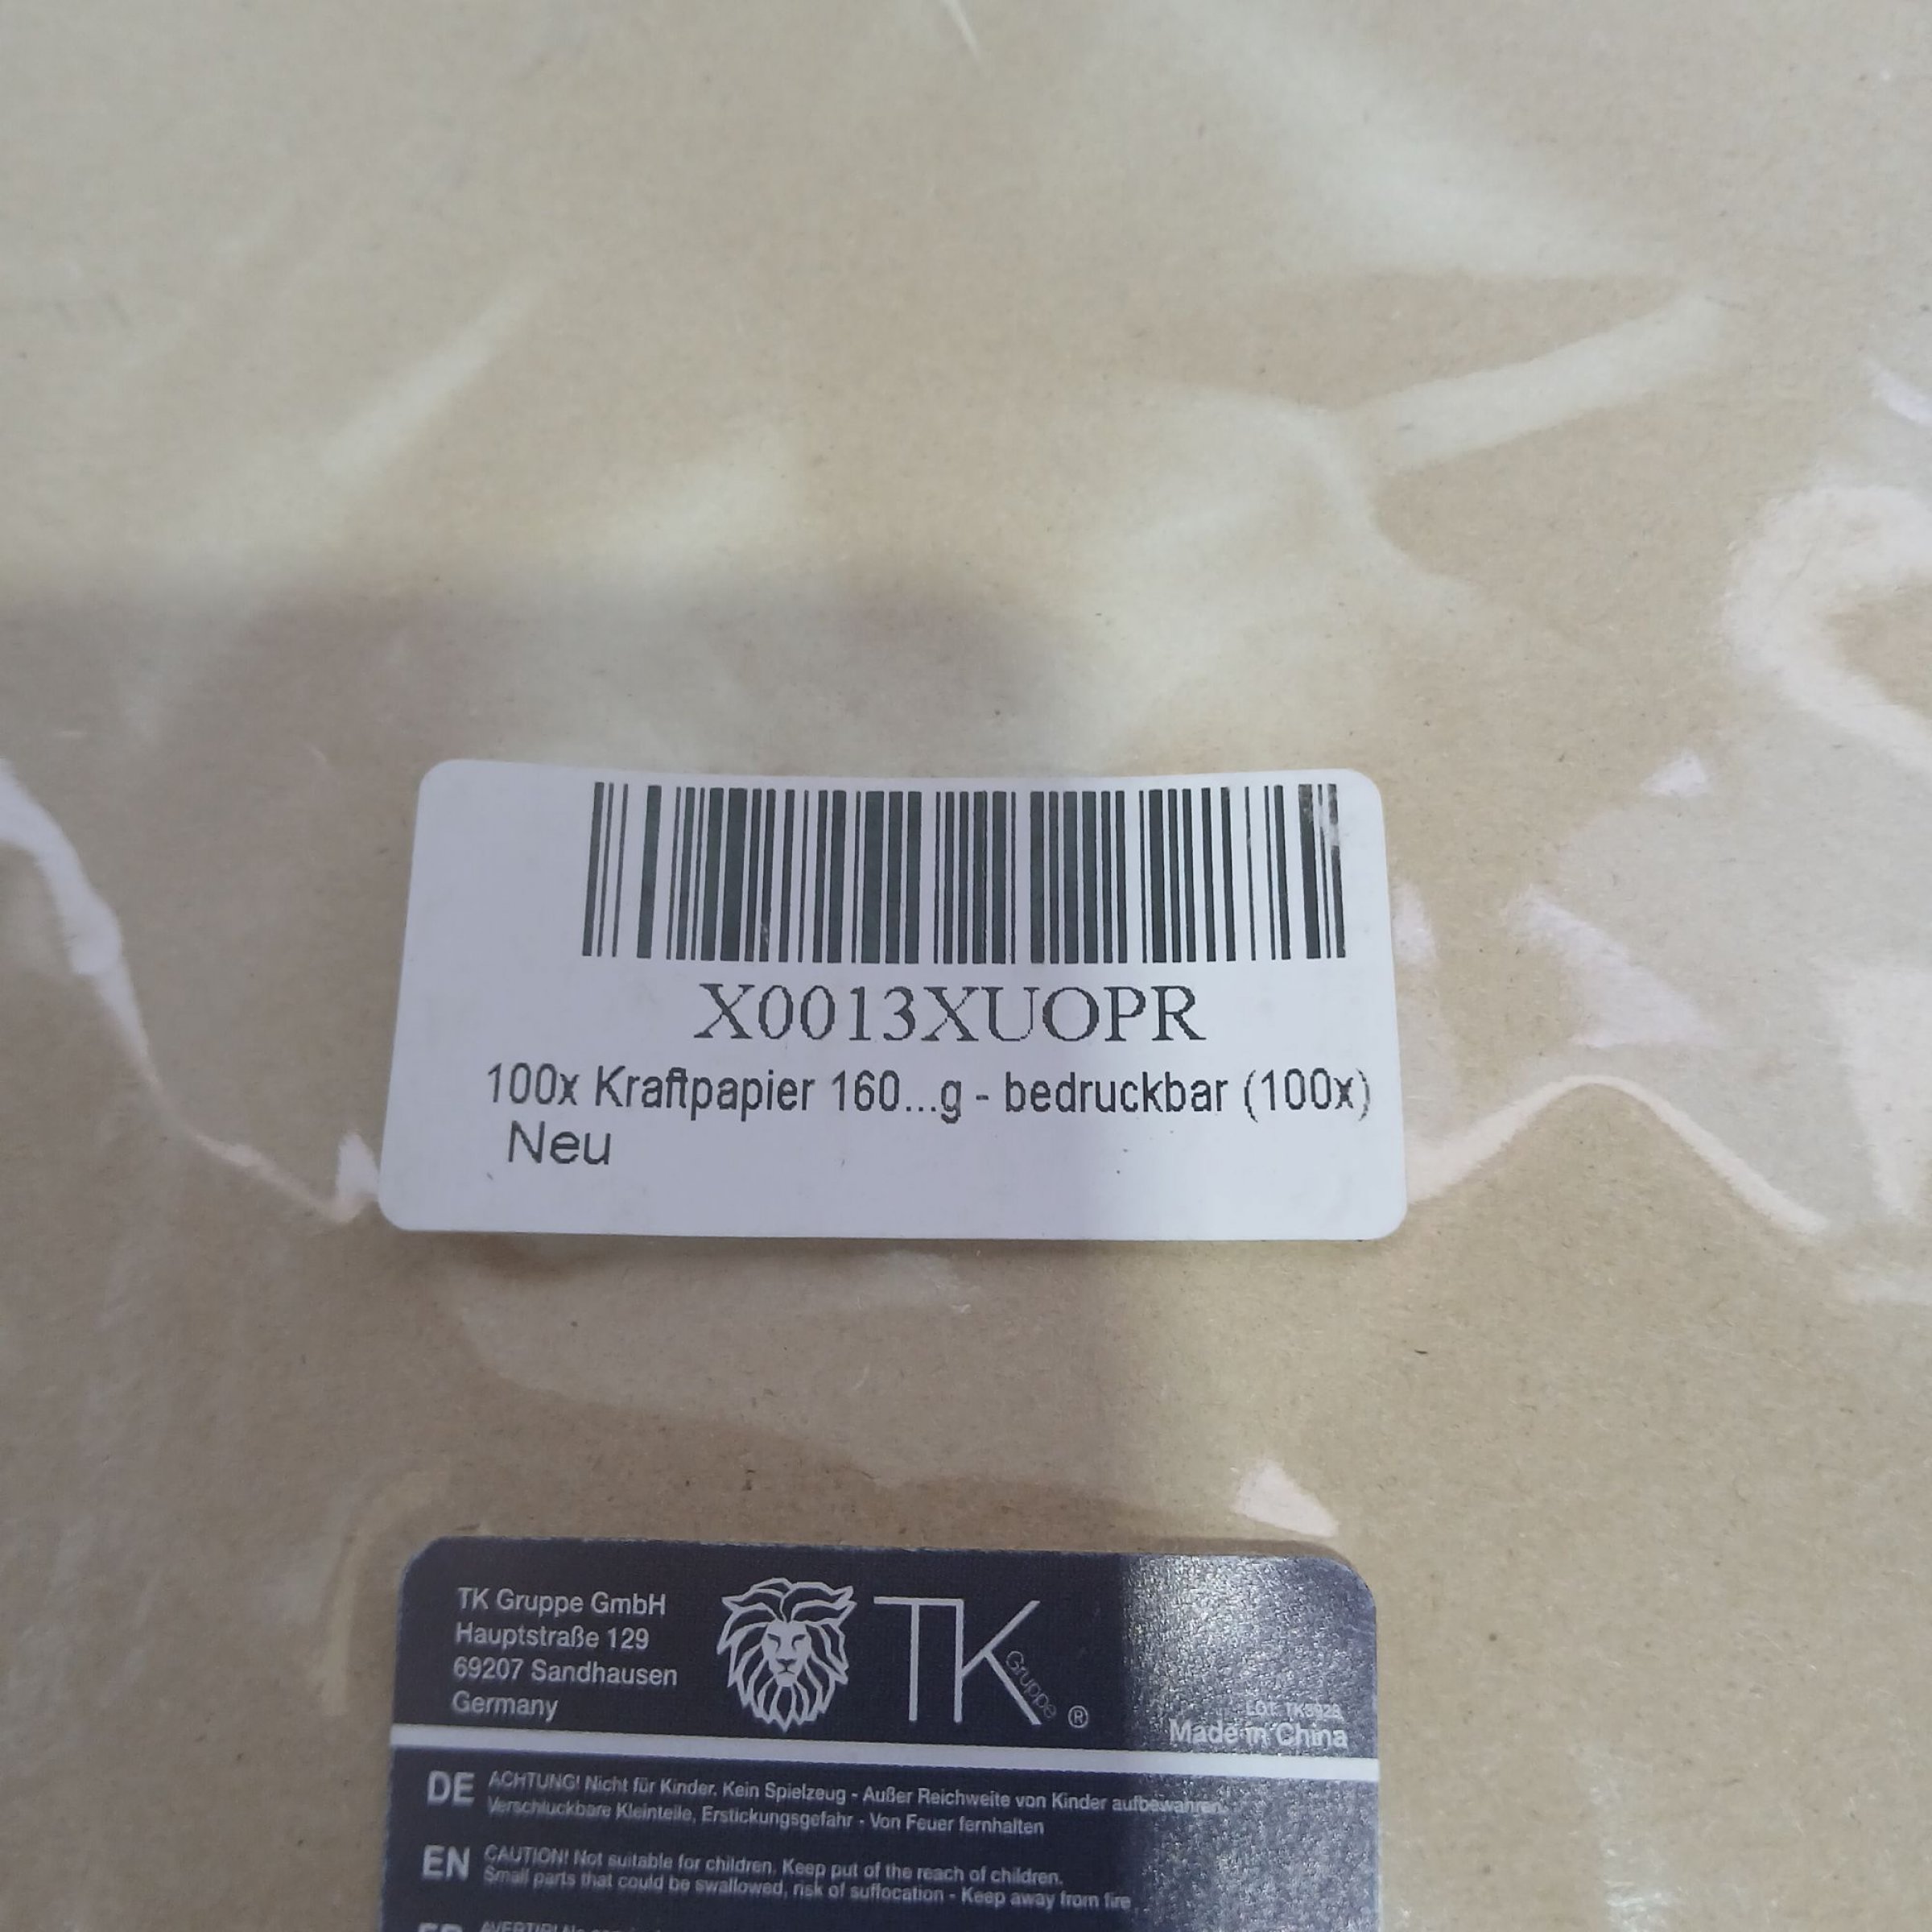 X0013XUOPR
100x Kraftpapier 160...g - bedruckbar (100x)
Neu
TK Gruppe GmbH
Hauptstraße 129
69207 Sandhausen
Germany
TK
Gruppe
®
Made in China
DE ACHTUNG! Nicht für Kinder. Kein Spielzeug - Außer Reichweite von Kinder aufbewahren.
Verschluckbare Kleinteile, Erstickungsgefahr - Von Feuer fernhalten
EN CAUTION! Not suitable for children. Keep put of the reach of children.
Small parts that could be swallowed, risk of suffocation - Keep away from fire